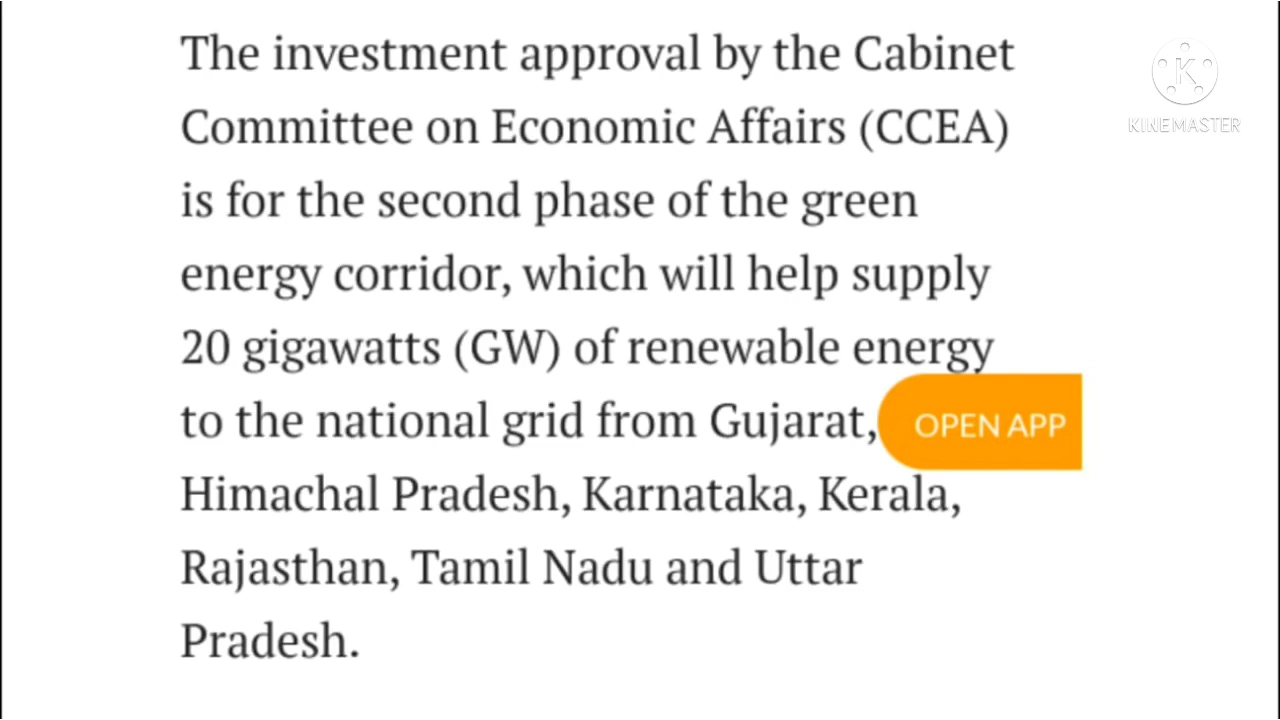 The investment approval by the Cabinet
Committee on Economic Affairs (CCEA)
is for the second phase of the green
energy corridor, which will help supply
20 gigawatts (GW) of renewable energy
to the national grid from Gujarat,
OPEN APP
Himachal Pradesh, Karnataka, Kerala,
Rajasthan, Tamil Nadu and Uttar
Pradesh.
K
KINEMASTER